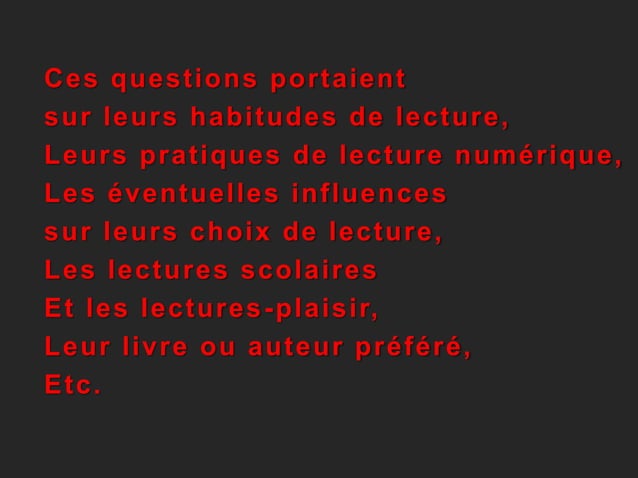 Ces questions portaient
sur leurs habitudes de lecture,
Leurs pratiques de lecture numérique,
Les éventuelles influences
sur leurs choix de lecture,
Les lectures scolaires
Et les lectures-plaisir,
Leur livre ou auteur préféré,
Etc.